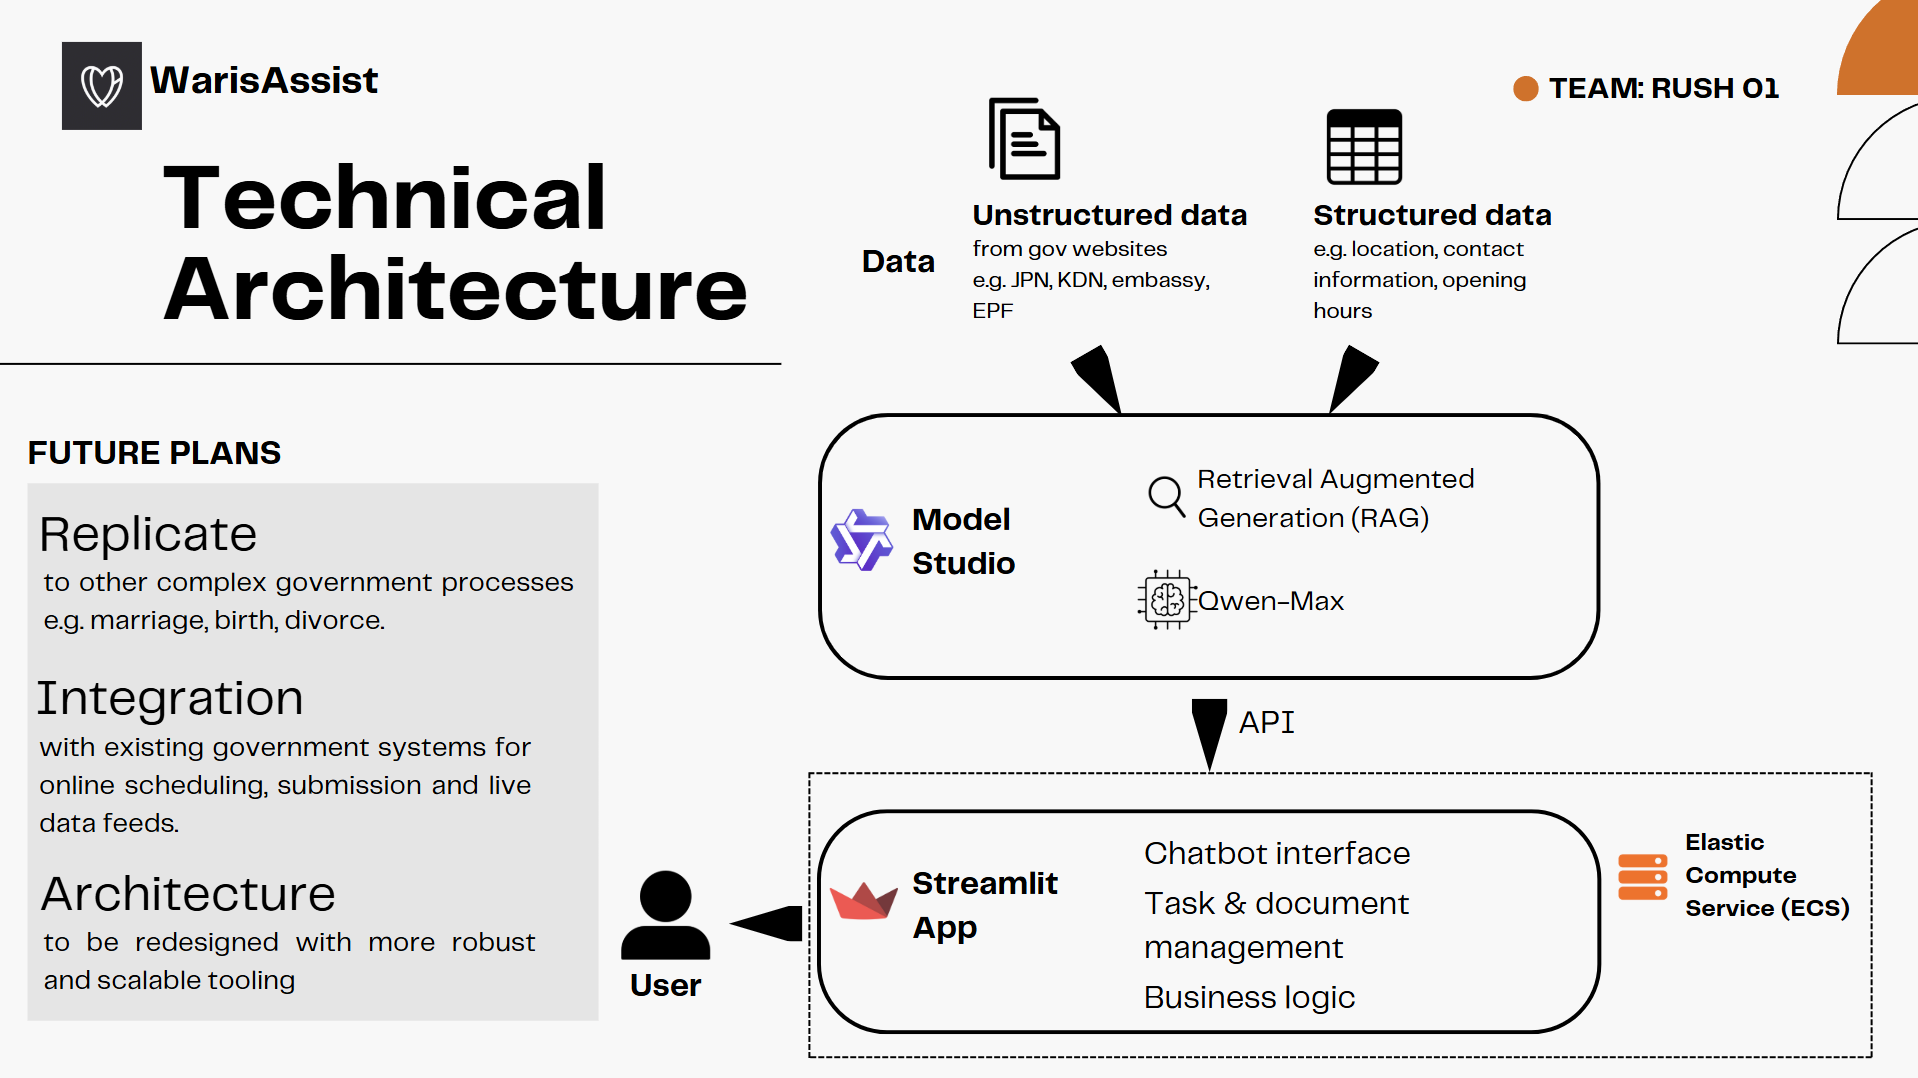 WarisAssist
TEAM: RUSH 01
Technical
Architecture
Data
Unstructured data
from gov websites
e.g. JPN, KDN, embassy,
EPF
Structured data
e.g. location, contact
information, opening
hours
FUTURE PLANS
Replicate
to other complex government processes
e.g. marriage, birth, divorce.
Integration
with existing government systems for
online scheduling, submission and live
data feeds.
Architecture
to be redesigned with more robust
and scalable tooling
Model
Studio
Retrieval Augmented
Generation (RAG)
Qwen-Max
API
User
Streamlit
App
Chatbot interface
Task & document
management
Business logic
Elastic
Compute
Service (ECS)